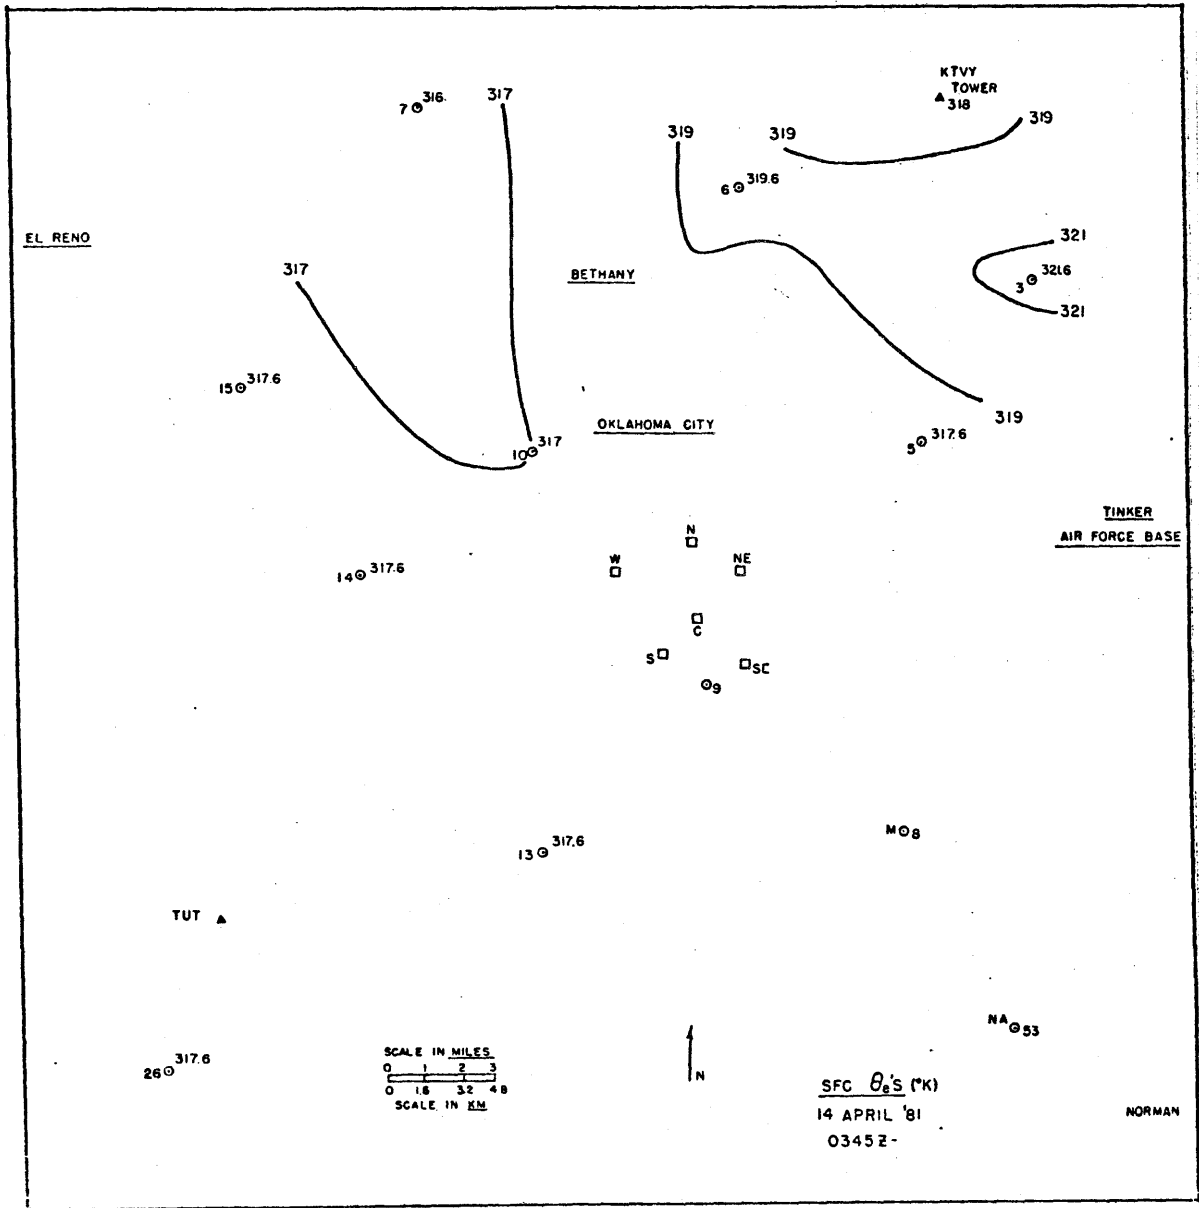 KTVY
TOWER
318
7 316.
317
319
319
319
6 319.6
EL RENO
321
BETHANY
317
3 321.6
321
15 317.6
319
OKLAHOMA CITY
5 317.6
10 317
TINKER
AIR FORCE BASE
N
W
NE
14 317.6
C
S
SE
9
M 8
13 317.6
TUT
NA 53
26 317.6
SCALE IN MILES
0 1 2 3
0 1.6 3.2 4.8
SCALE IN KM
N
SFC θe'S (°K)
14 APRIL '81
0345Z-
NORMAN